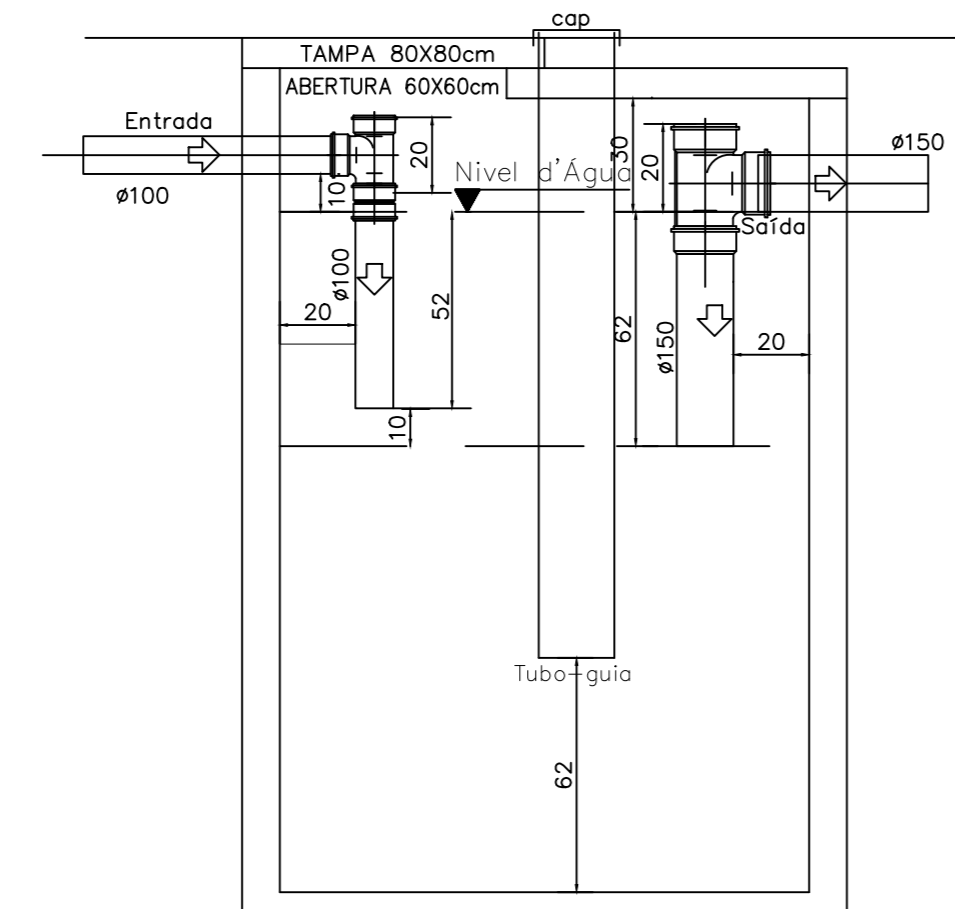 cap
TAMPA 80X80cm
ABERTURA 60X60cm
Entrada
ø100
20
10
Nivel d'Água
30
20
ø150
Saída
ø100
20
52
62
ø150
20
10
Tubo-guia
62